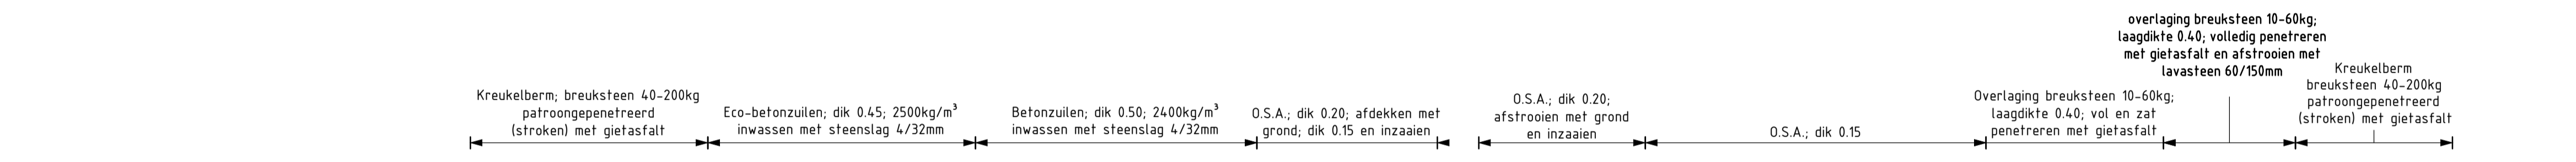 Kreukelberm; breuksteen 40-200kg
patroongepenetreerd
(stroken) met gietasfalt
Eco-betonzuilen; dik 0.45; 2500kg/m³
inwassen met steenslag 4/32mm
Betonzuilen; dik 0.50; 2400kg/m³
inwassen met steenslag 4/32mm
O.S.A.; dik 0.20; afdekken met
grond; dik 0.15 en inzaaien
O.S.A.; dik 0.20;
afstrooien met grond
en inzaaien
O.S.A.; dik 0.15
Overlaging breuksteen 10-60kg;
laagdikte 0.40; vol en zat
penetreren met gietasfalt
overlaging breuksteen 10-60kg;
laagdikte 0.40; volledig penetreren
met gietasfalt en afstrooien met
lavasteen 60/150mm
Kreukelberm
breuksteen 40-200kg
patroongepenetreerd
(stroken) met gietasfalt